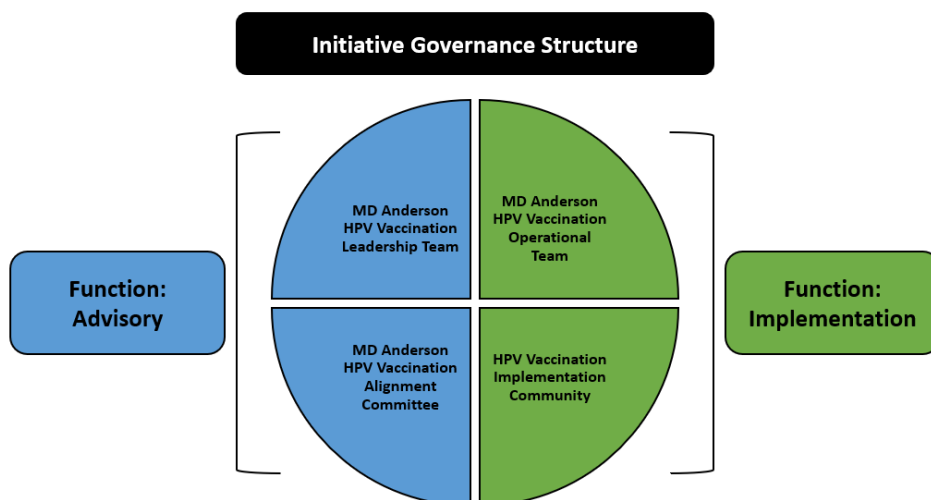 Initiative Governance Structure
MD Anderson
HPV Vaccination
Leadership Team
MD Anderson
HPV Vaccination
Operational
Team
Function:
Advisory
Function:
Implementation
MD Anderson
HPV Vaccination
Alignment
Committee
HPV Vaccination
Implementation
Community